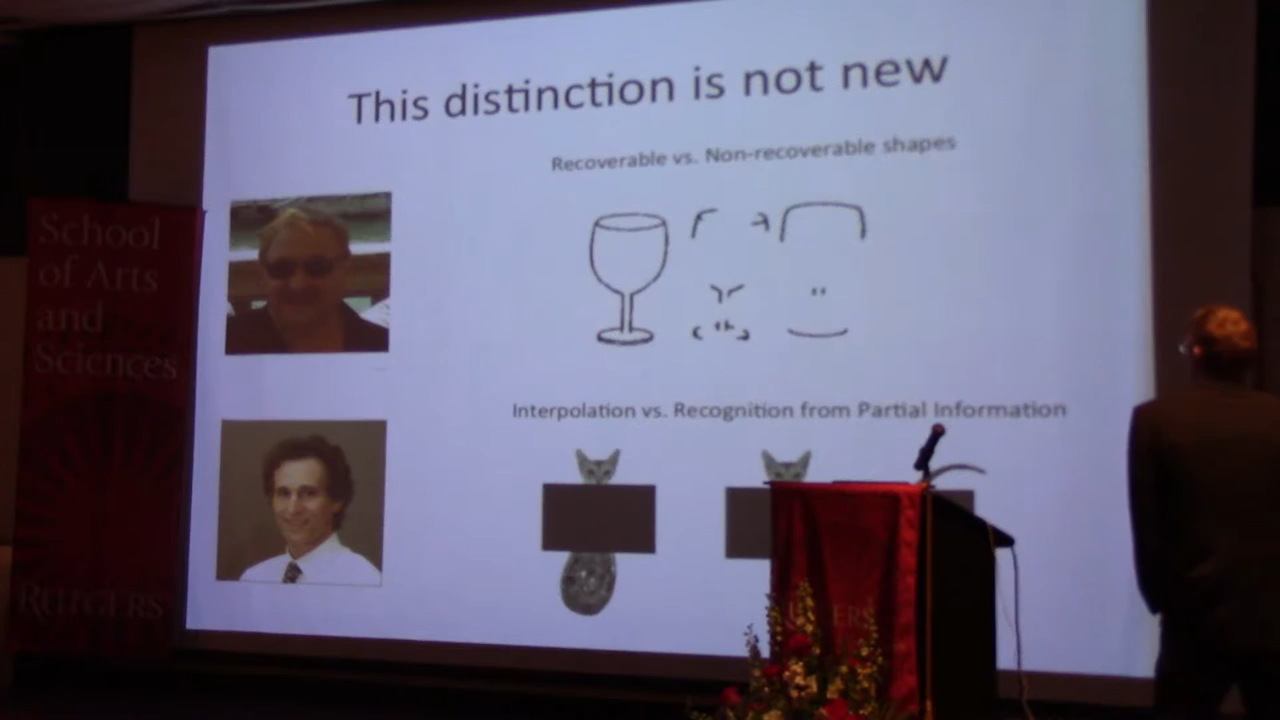 This distinction is not new
Recoverable vs. Non-recoverable shapes
Interpolation vs. Recognition from Partial Information
School
of Arts
and
Sciences
RUTGERS